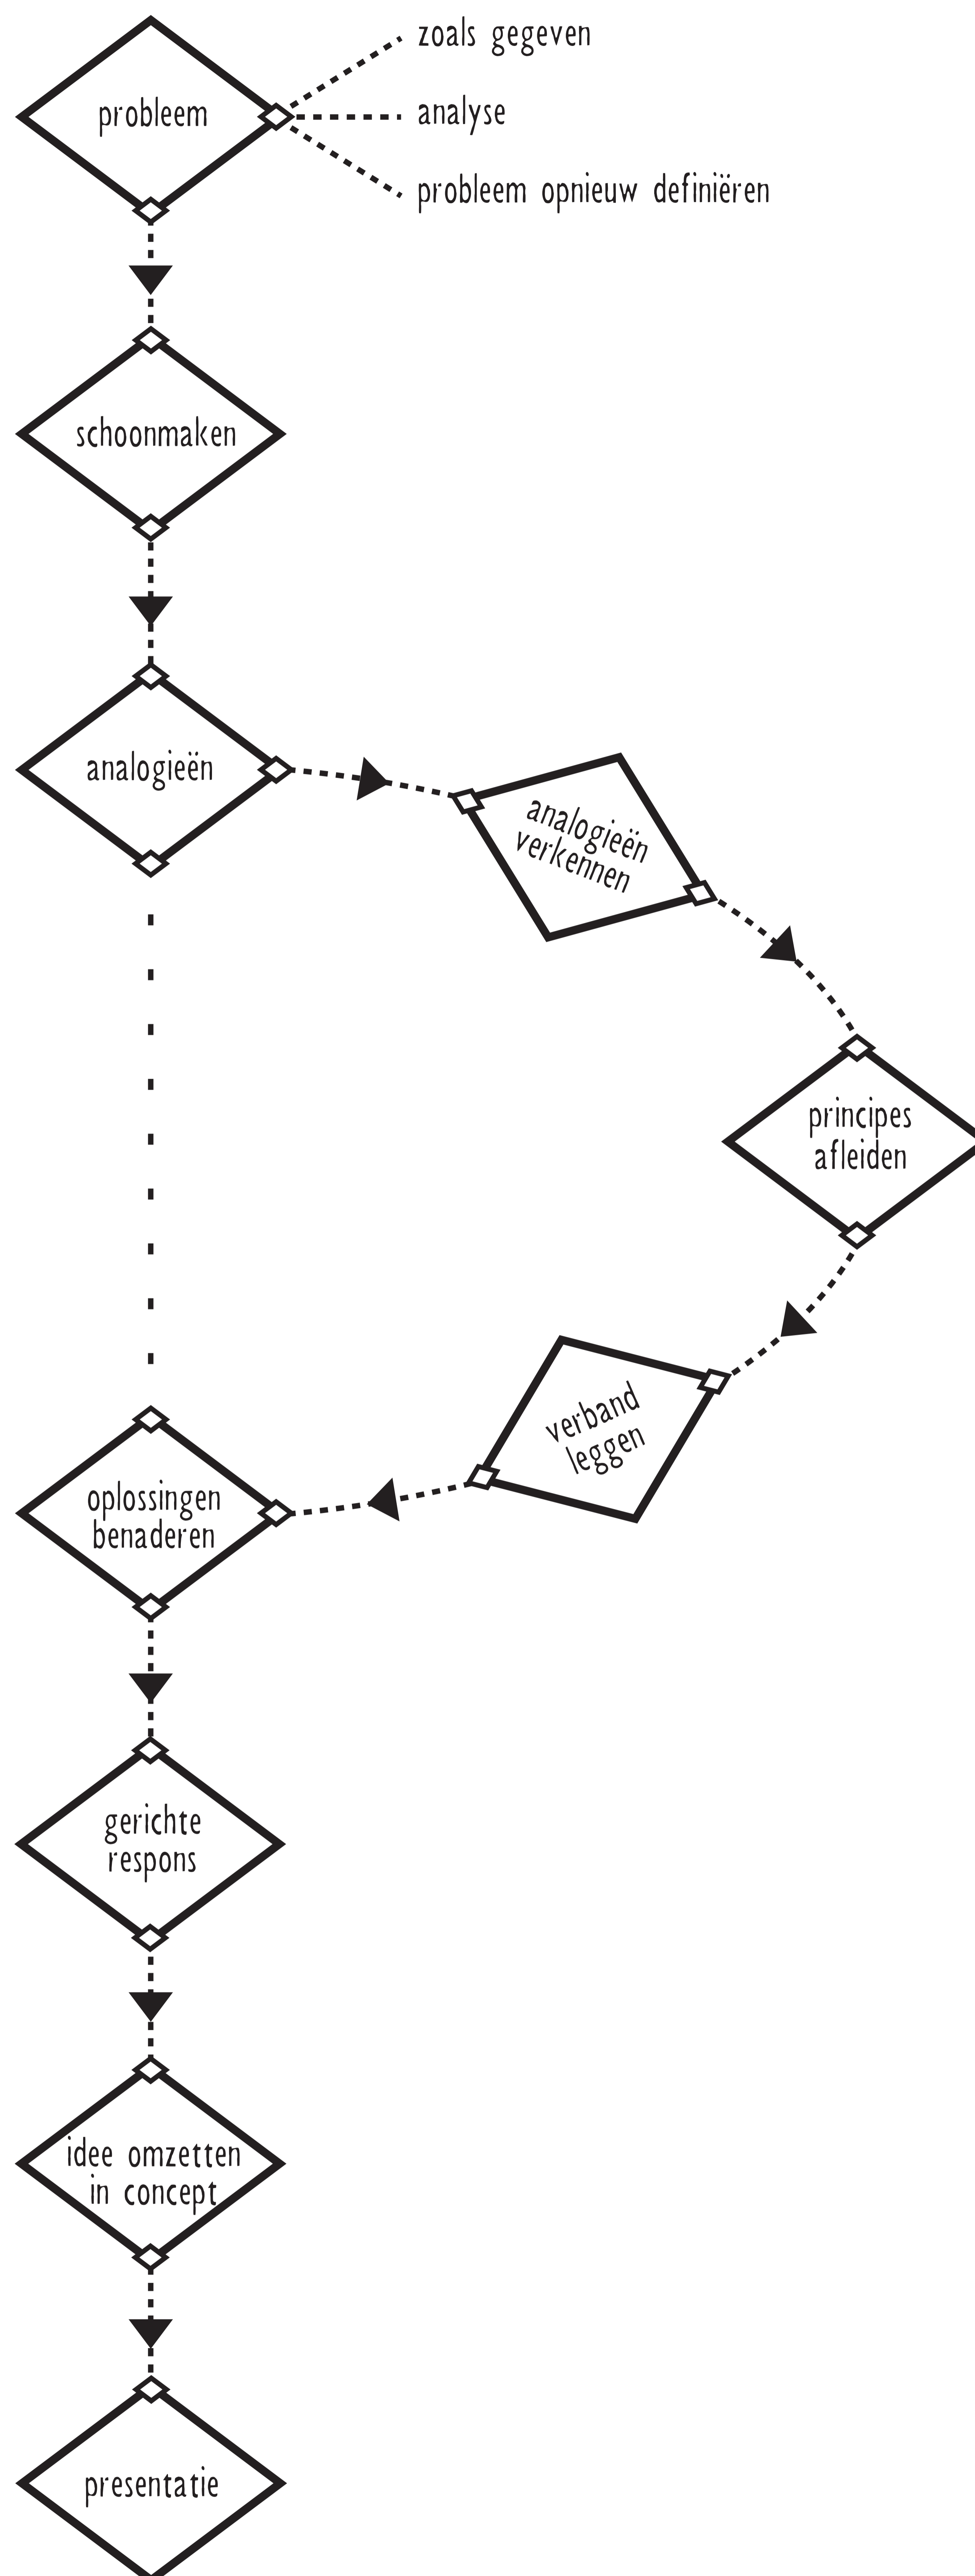 zoals gegeven
probleem
analyse
probleem opnieuw definiëren
schoonmaken
analogieën
analogieën
verkennen
principes
afleiden
verband
leggen
oplossingen
benaderen
gerichte
respons
idee omzetten
in concept
presentatie